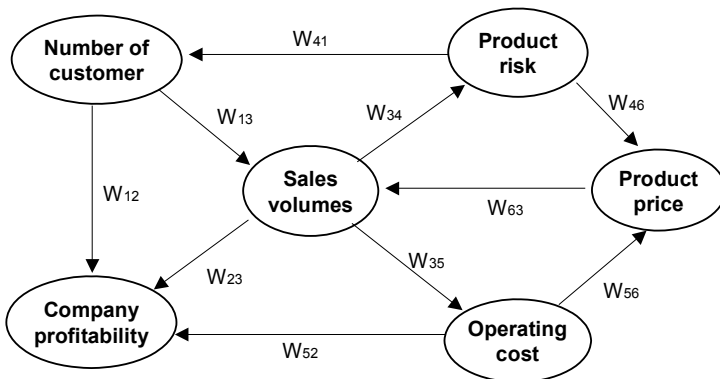 Number of
customer
W41
Product
risk
W13
W34
W46
W12
Sales
volumes
W63
Product
price
W23
W35
W56
Company
profitability
W52
Operating
cost